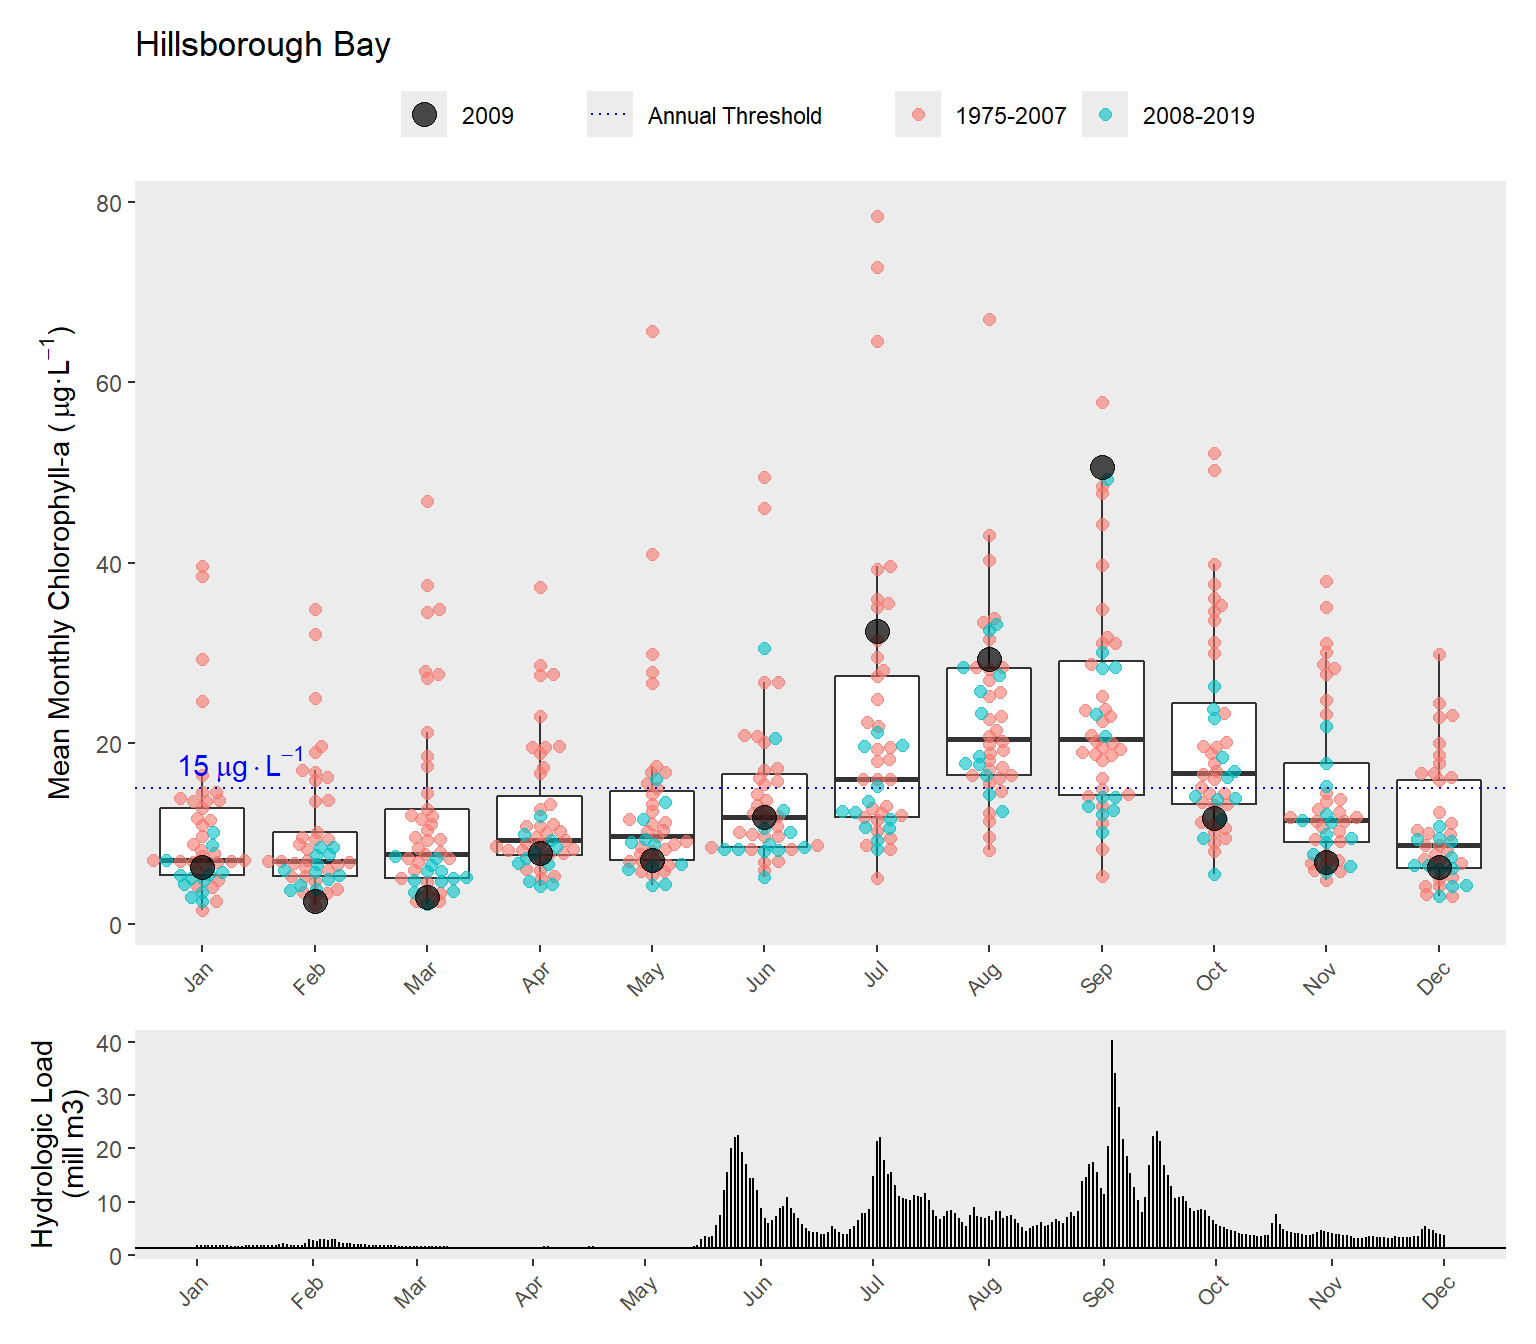 Hillsborough Bay
2009 Annual Threshold 1975-2007 2008-2019
Mean Monthly Chlorophyll-a ( μg·L⁻¹)
80
60
40
20
0
15 μg·L⁻¹
Jan Feb Mar Apr May Jun Jul Aug Sep Oct Nov Dec
Hydrologic Load
(mill m3)
40
30
20
10
0
Jan Feb Mar Apr May Jun Jul Aug Sep Oct Nov Dec